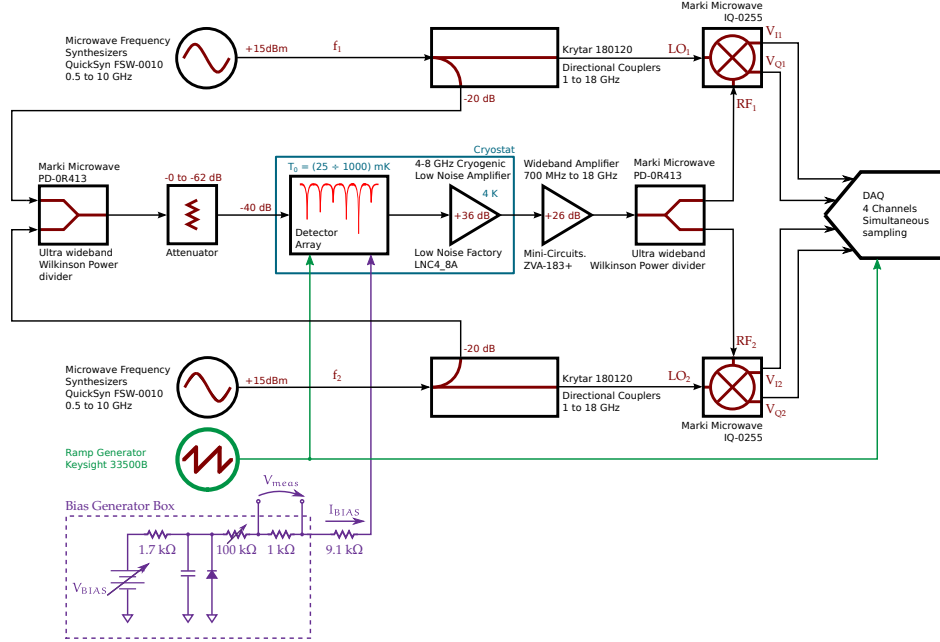 Marki Microwave
IQ-0255
Microwave Frequency
Synthesizers
QuickSyn FSW-0010
0.5 to 10 GHz
+15dBm
f₁
Krytar 180120
Directional Couplers
1 to 18 GHz
-20 dB
LO₁
V_I1
V_Q1
RF₁
Marki Microwave
PD-0R413
Ultra wideband
Wilkinson Power
divider
-0 to -62 dB
Attenuator
-40 dB
Cryostat
T₀ = (25 ÷ 1000) mK
Detector
Array
4-8 GHz Cryogenic
Low Noise Amplifier
4 K
+36 dB
Low Noise Factory
LNC4_8A
Wideband Amplifier
700 MHz to 18 GHz
+26 dB
Mini-Circuits.
ZVA-183+
Marki Microwave
PD-0R413
Ultra wideband
Wilkinson Power divider
DAQ
4 Channels
Simultaneous
sampling
Microwave Frequency
Synthesizers
QuickSyn FSW-0010
0.5 to 10 GHz
+15dBm
f₂
-20 dB
Krytar 180120
Directional Couplers
1 to 18 GHz
LO₂
RF₂
V_I2
V_Q2
Marki Microwave
IQ-0255
Ramp Generator
Keysight 33500B
Bias Generator Box
V_meas
I_BIAS
1.7 kΩ
100 kΩ
1 kΩ
9.1 kΩ
V_BIAS